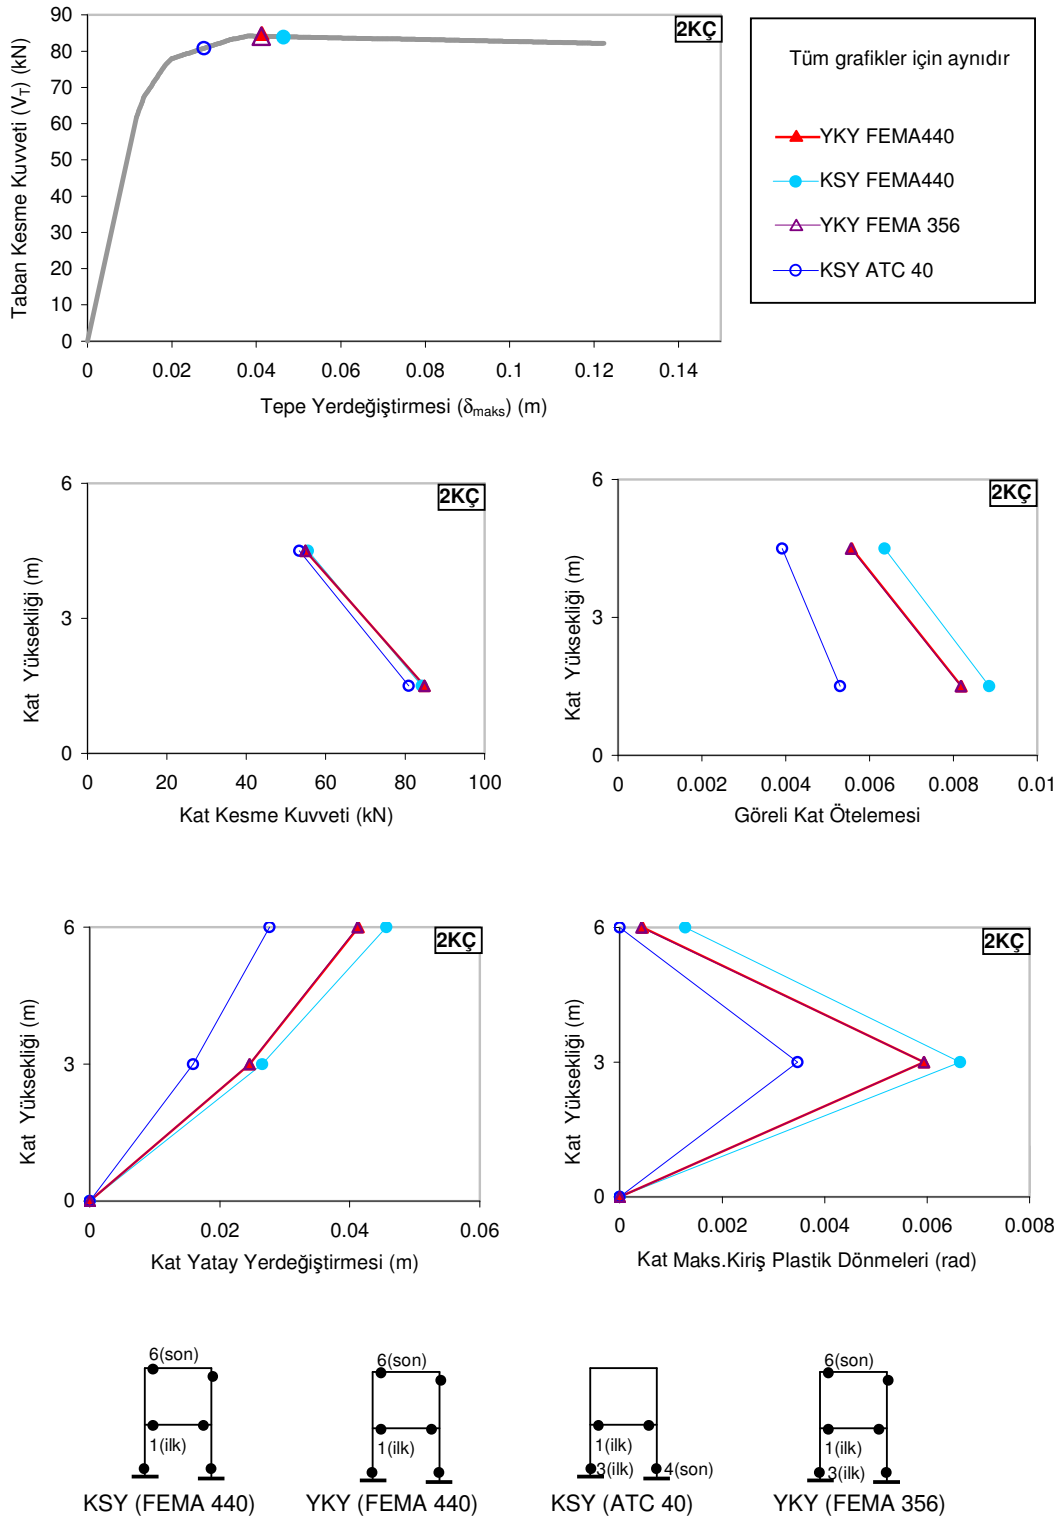 90
80
70
60
50
40
30
20
10
0
Taban Kesme Kuvveti (VT) (kN)
2KÇ
0 0.02 0.04 0.06 0.08 0.1 0.12 0.14
Tepe Yerdeğiştirmesi (δmaks) (m)
Tüm grafikler için aynıdır
YKY FEMA440
KSY FEMA440
YKY FEMA 356
KSY ATC 40
6
3
0
Kat Yüksekliği (m)
2KÇ
0 20 40 60 80 100
Kat Kesme Kuvveti (kN)
6
3
0
Kat Yüksekliği (m)
2KÇ
0 0.002 0.004 0.006 0.008 0.01
Göreli Kat Ötelemesi
6
3
0
Kat Yüksekliği (m)
2KÇ
0 0.02 0.04 0.06
Kat Yatay Yerdeğiştirmesi (m)
6
3
0
Kat Yüksekliği (m)
2KÇ
0 0.002 0.004 0.006 0.008
Kat Maks.Kiriş Plastik Dönmeleri (rad)
6(son)
1(ilk)
KSY (FEMA 440)
6(son)
1(ilk)
YKY (FEMA 440)
1(ilk)
3(ilk) 4(son)
KSY (ATC 40)
6(son)
1(ilk)
3(ilk)
YKY (FEMA 356)